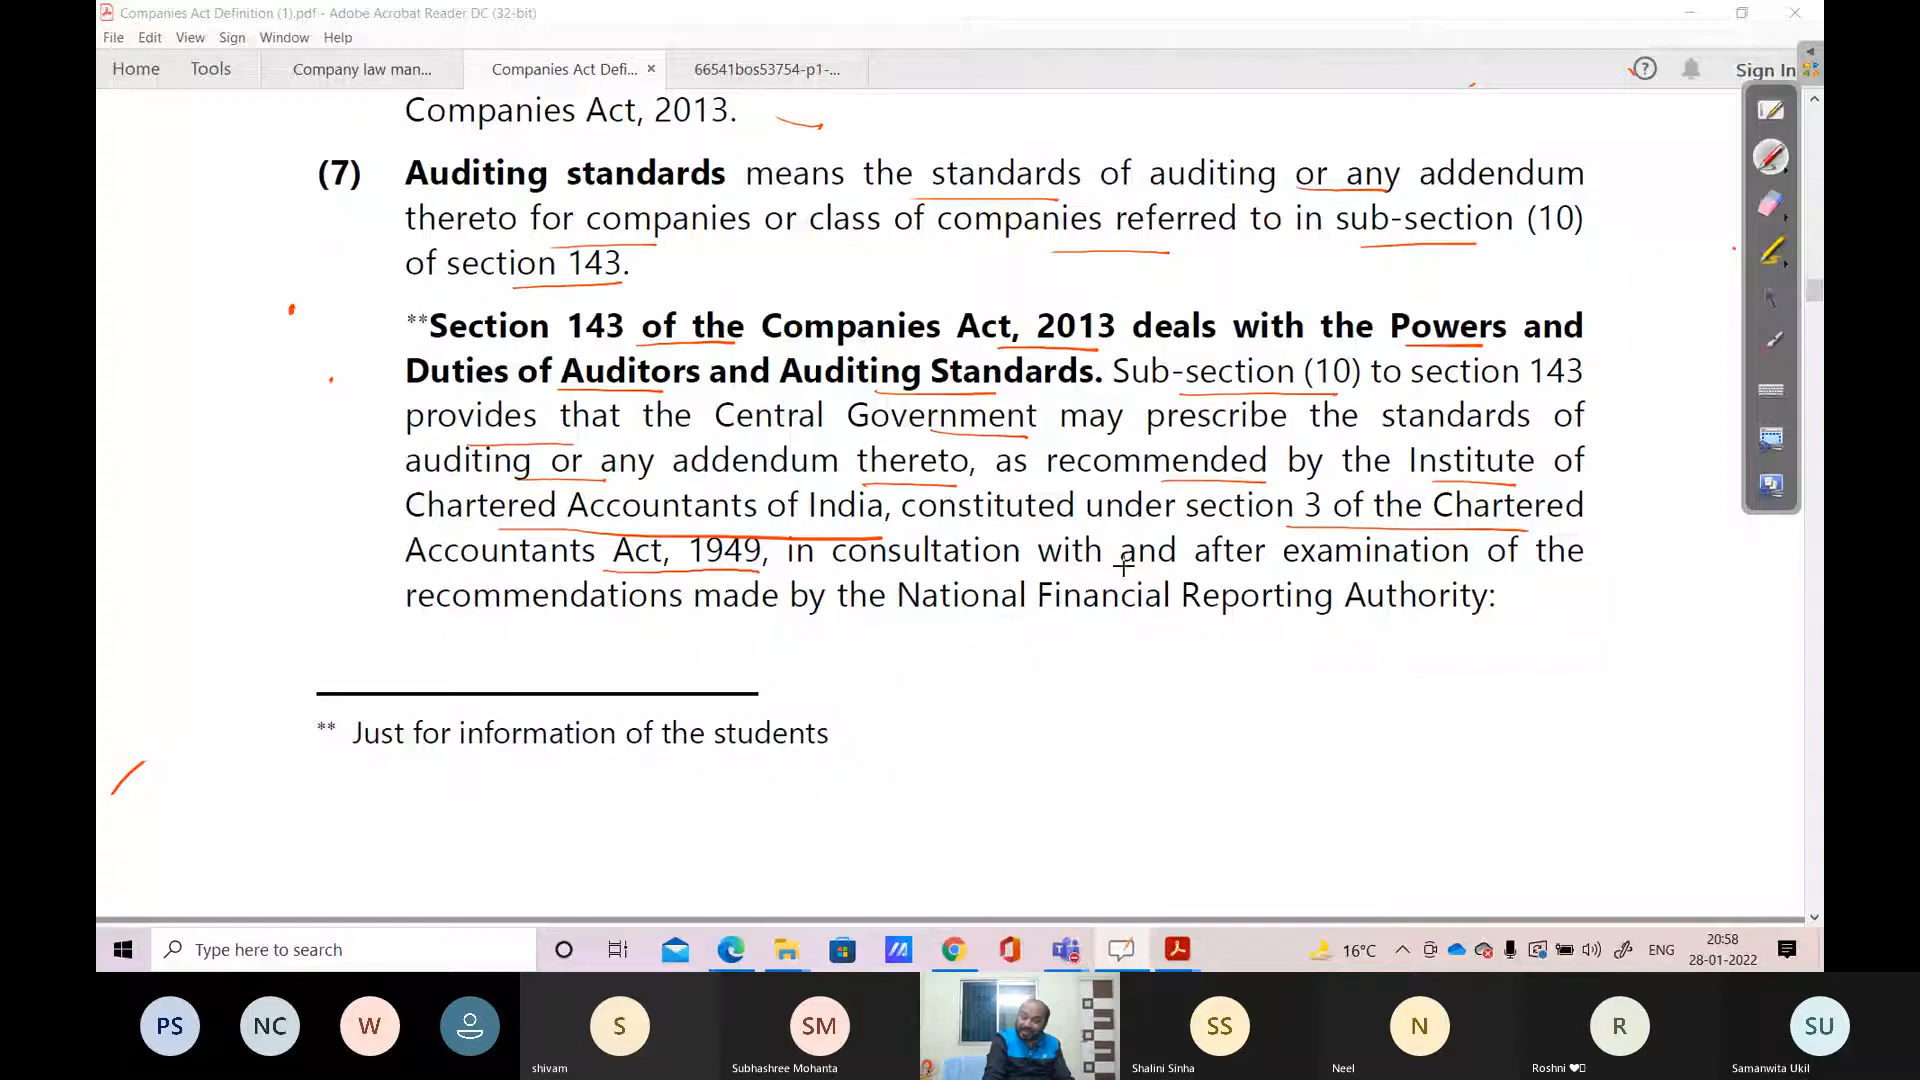 Companies Act Definition (1).pdf - Adobe Acrobat Reader DC (32-bit)
File Edit View Sign Window Help
Home Tools Company law man... Companies Act Defi... × 66541bos53754-p1-... Sign In
Companies Act, 2013.
(7) Auditing standards means the standards of auditing or any addendum
thereto for companies or class of companies referred to in sub-section (10)
of section 143.
**Section 143 of the Companies Act, 2013 deals with the Powers and
Duties of Auditors and Auditing Standards. Sub-section (10) to section 143
provides that the Central Government may prescribe the standards of
auditing or any addendum thereto, as recommended by the Institute of
Chartered Accountants of India, constituted under section 3 of the Chartered
Accountants Act, 1949, in consultation with and after examination of the
recommendations made by the National Financial Reporting Authority:
** Just for information of the students
Type here to search
16°C
ENG
20:58
28-01-2022
PS NC W S SM SS N R SU
shivam Subhashree Mohanta Shalini Sinha Neel Roshni ❤ Samanwita Ukil